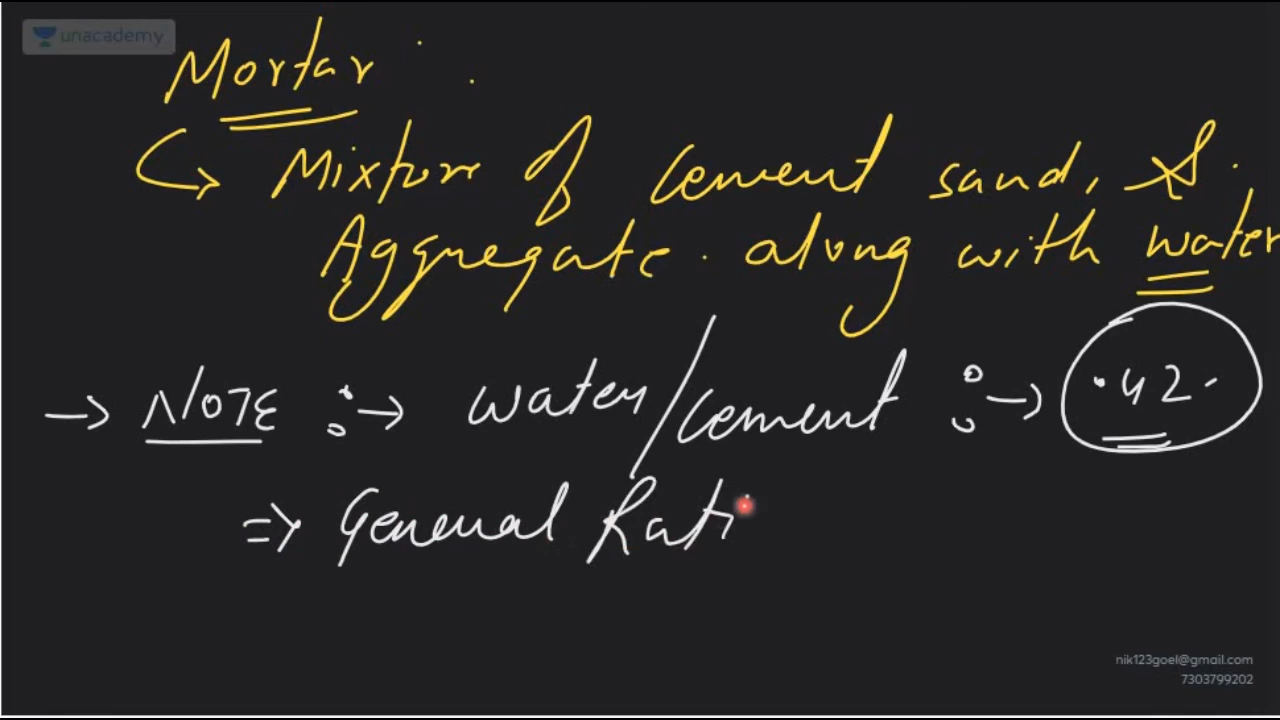 unacademy
Mortar
↳ Mixture of cement sand, &
Aggregate. along with water
→ NOTE :→ water/cement :→ .42
⇒ General Rati
nik123goel@gmail.com
7303799202